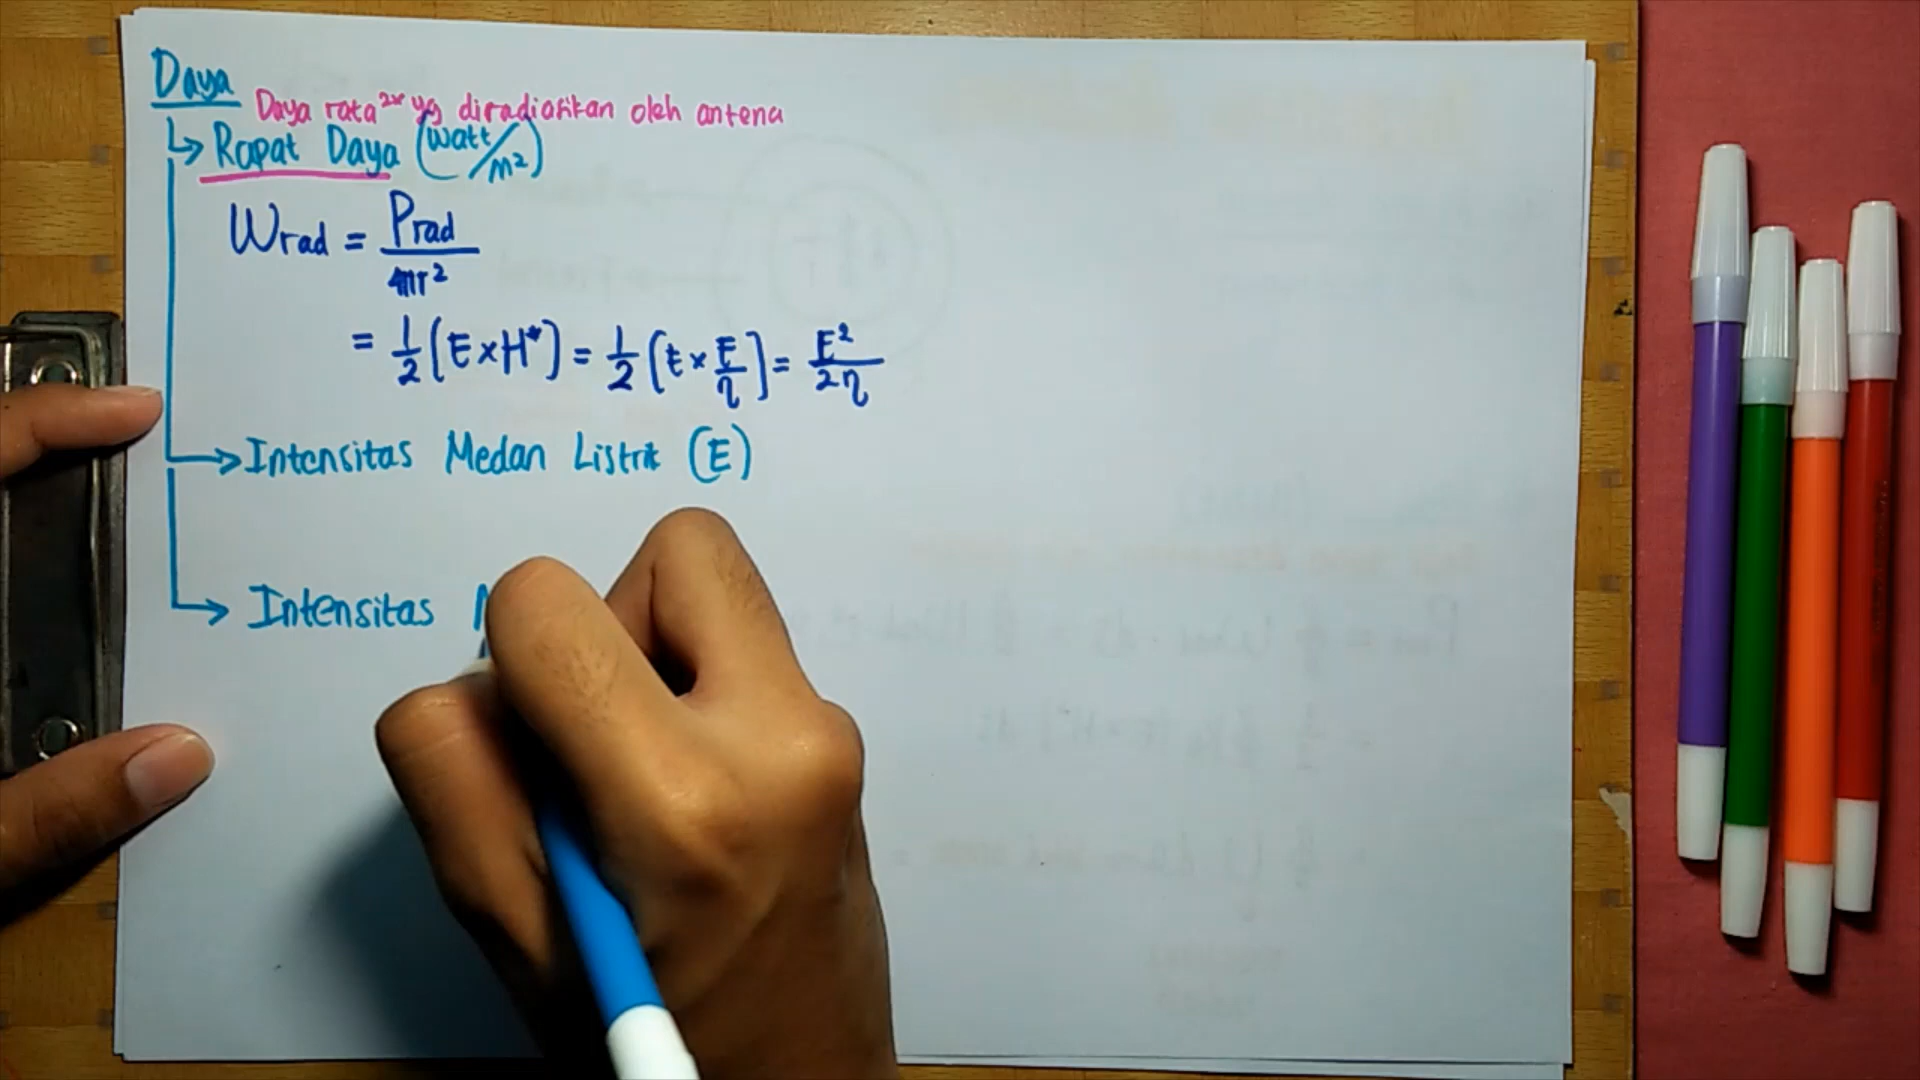 Daya
Daya rata²ˣ yg diradiasikan oleh antena
Rapat Daya (watt/m²)
Wrad = Prad/4πr²
= 1/2 (E×H*) = 1/2 (E×E/η) = E²/2η
Intensitas Medan Listrik (E)
Intensitas